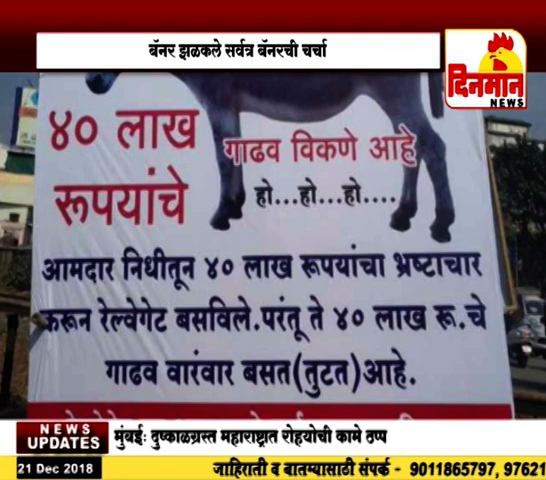 बॅनर झळकले सर्वत्र बॅनरची चर्चा
दिनमान
NEWS
४० लाख
रूपयांचे
गाढव विकणे आहे
हो...हो...हो....
आमदार निधीतून ४० लाख रूपयांचा भ्रष्टाचार
करून रेल्वेगेट बसविले.परंतू ते ४० लाख रू.चे
गाढव वारंवार बसत(तुटत)आहे.
NEWS
UPDATES
मुंबईः दुष्काळग्रस्त महाराष्ट्रात रोहयोची कामे ठप्प
21 Dec 2018
जाहिराती व बातम्यासाठी संपर्क - 9011865797, 97621